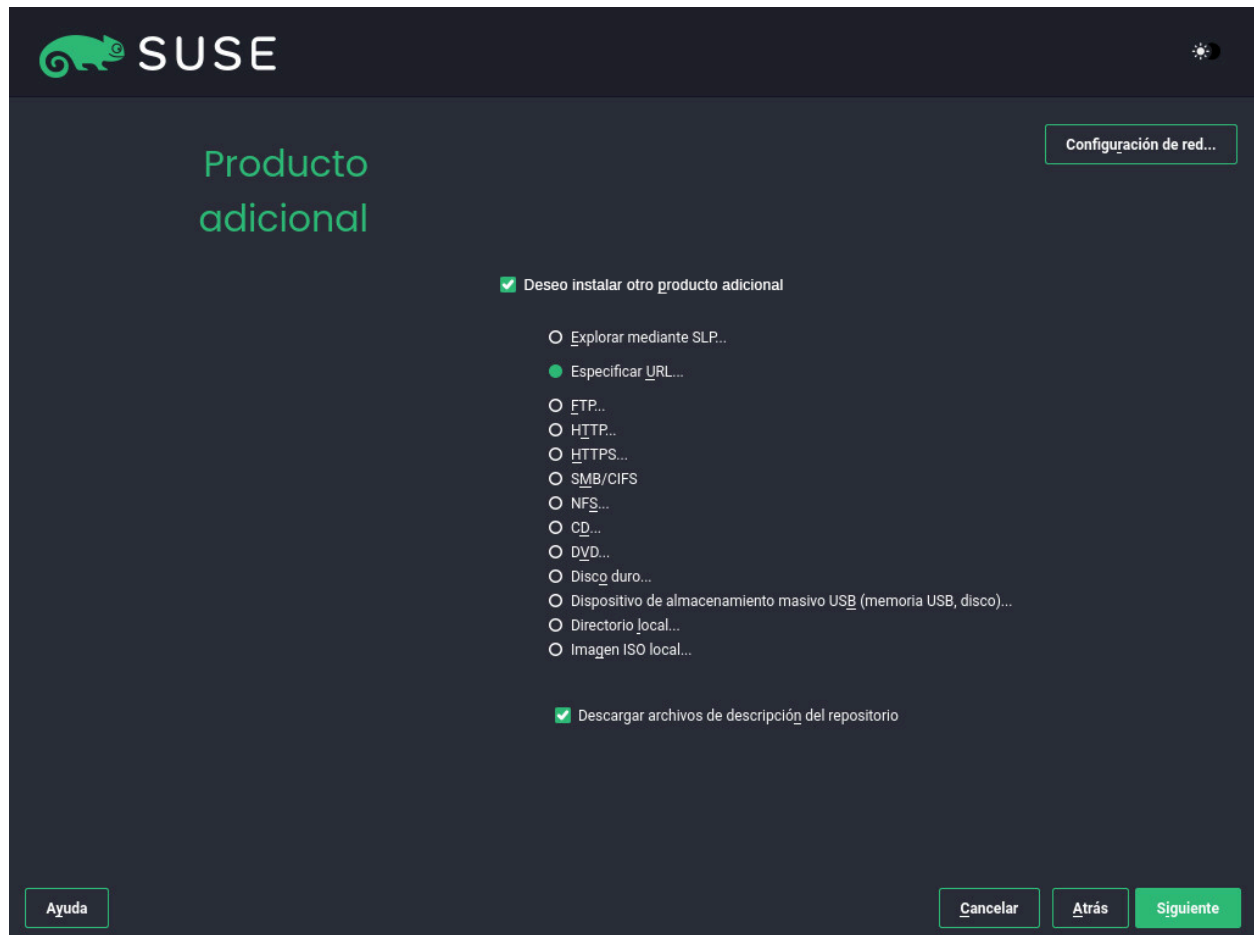 SUSE
Configuración de red...
Producto
adicional
Deseo instalar otro producto adicional
Explorar mediante SLP...
Especificar URL...
FTP...
HTTP...
HTTPS...
SMB/CIFS
NFS...
CD...
DVD...
Disco duro...
Dispositivo de almacenamiento masivo USB (memoria USB, disco)...
Directorio local...
Imagen ISO local...
Descargar archivos de descripción del repositorio
Ayuda
Cancelar
Atrás
Siguiente